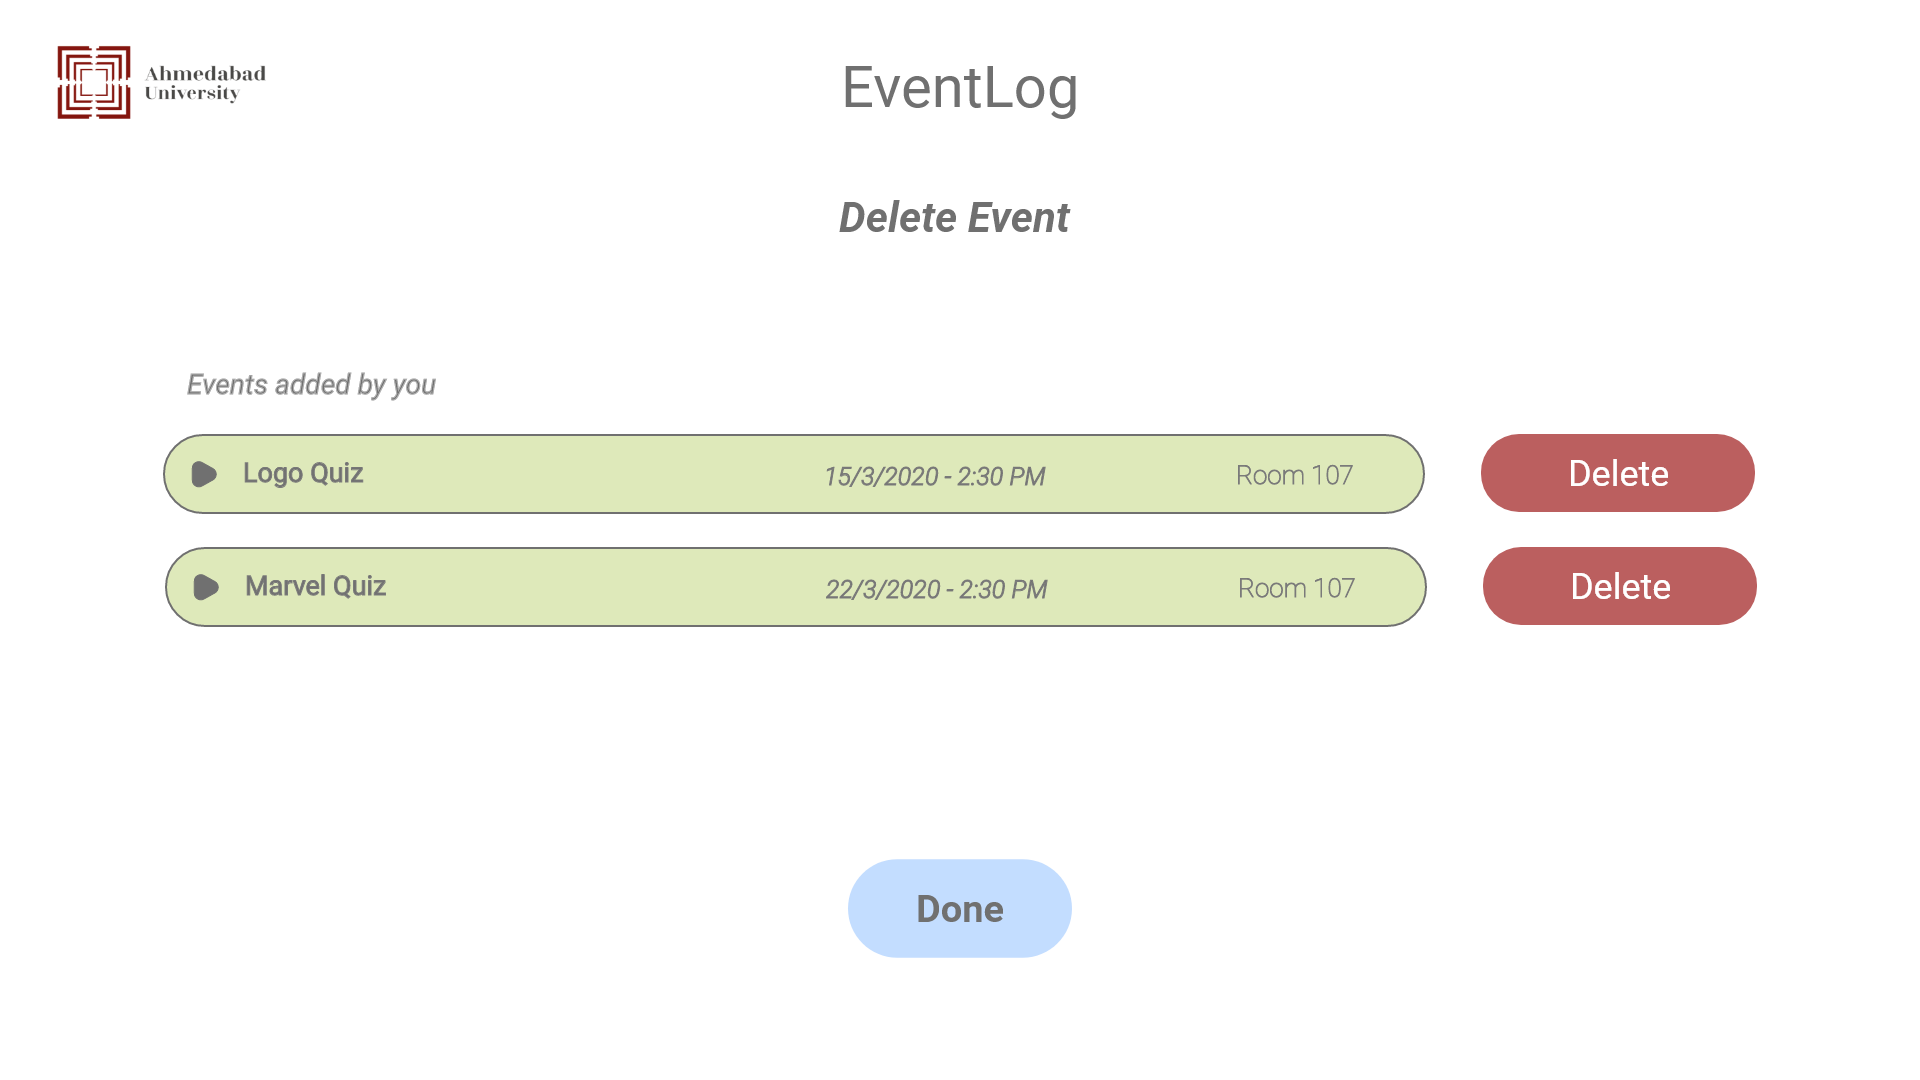 Ahmedabad
University
EventLog
Delete Event
Events added by you
Logo Quiz 15/3/2020 - 2:30 PM Room 107 Delete
Marvel Quiz 22/3/2020 - 2:30 PM Room 107 Delete
Done